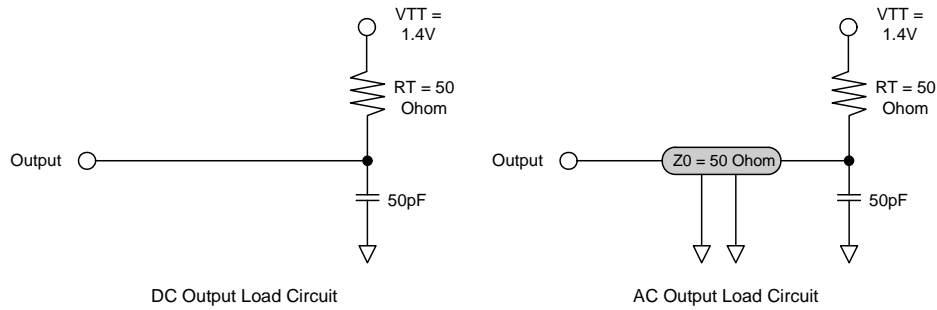 VTT =
1.4V
RT = 50
Ohom
Output
50pF
DC Output Load Circuit
VTT =
1.4V
RT = 50
Ohom
Output
Z0 = 50 Ohom
50pF
AC Output Load Circuit